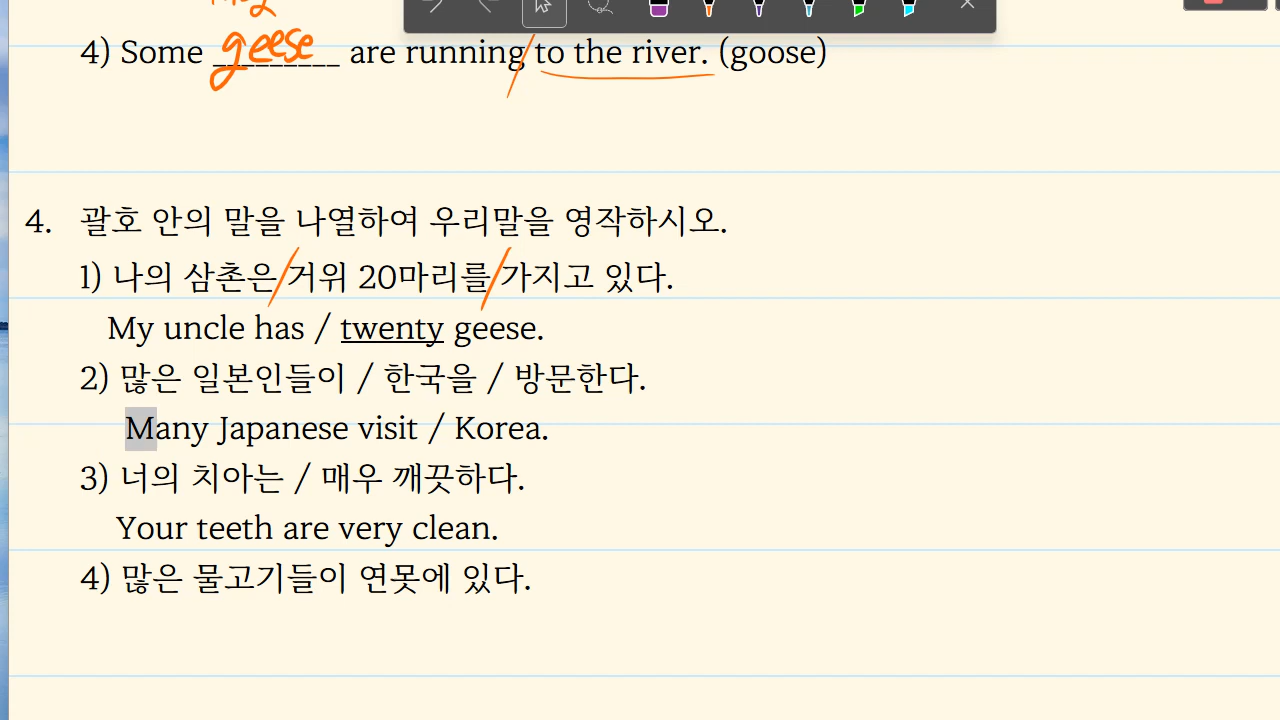 4) Some geese are running / to the river. (goose)
4. 괄호 안의 말을 나열하여 우리말을 영작하시오.
1) 나의 삼촌은 / 거위 20마리를 / 가지고 있다.
My uncle has / twenty geese.
2) 많은 일본인들이 / 한국을 / 방문한다.
Many Japanese visit / Korea.
3) 너의 치아는 / 매우 깨끗하다.
Your teeth are very clean.
4) 많은 물고기들이 연못에 있다.